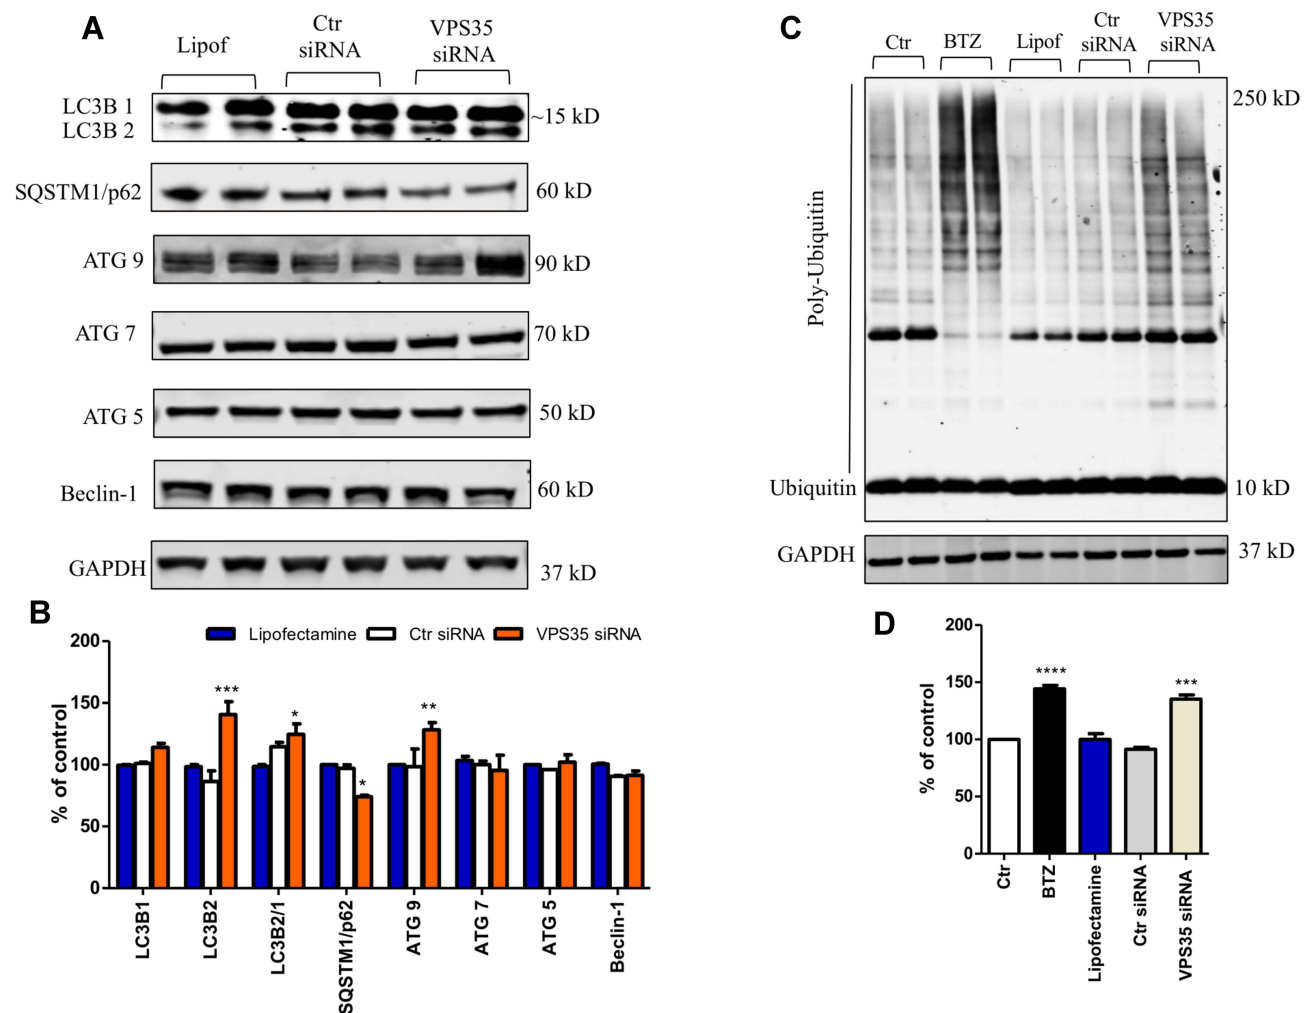 A
Lipof
Ctr
siRNA
VPS35
siRNA
LC3B 1
LC3B 2
~15 kD
SQSTM1/p62
60 kD
ATG 9
90 kD
ATG 7
70 kD
ATG 5
50 kD
Beclin-1
60 kD
GAPDH
37 kD
B
Lipofectamine
Ctr siRNA
VPS35 siRNA
% of control
200
150
100
50
0
***
*
*
**
LC3B1
LC3B2
LC3B2/1
SQSTM1/p62
ATG 9
ATG 7
ATG 5
Beclin-1
C
Ctr
BTZ
Lipof
Ctr
siRNA
VPS35
siRNA
250 kD
Poly-Ubiquitin
Ubiquitin
10 kD
GAPDH
37 kD
D
% of control
200
150
100
50
0
****
***
Ctr
BTZ
Lipofectamine
Ctr siRNA
VPS35 siRNA